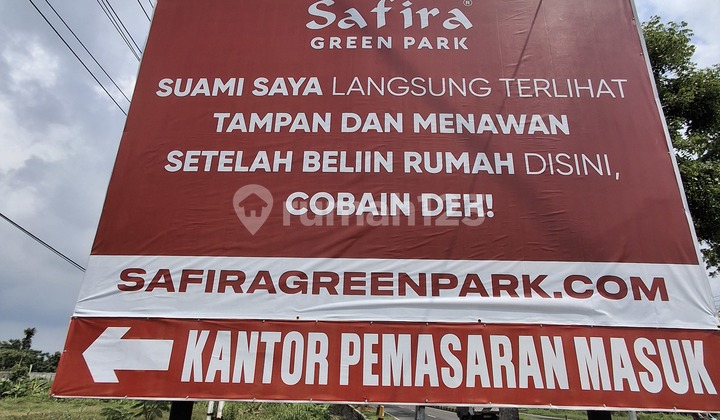 Safira®
GREEN PARK
SUAMI SAYA LANGSUNG TERLIHAT
TAMPAN DAN MENAWAN
SETELAH BELIIN RUMAH DISINI,
COBAIN DEH!
rumah123
SAFIRAGREENPARK.COM
KANTOR PEMASARAN MASUK